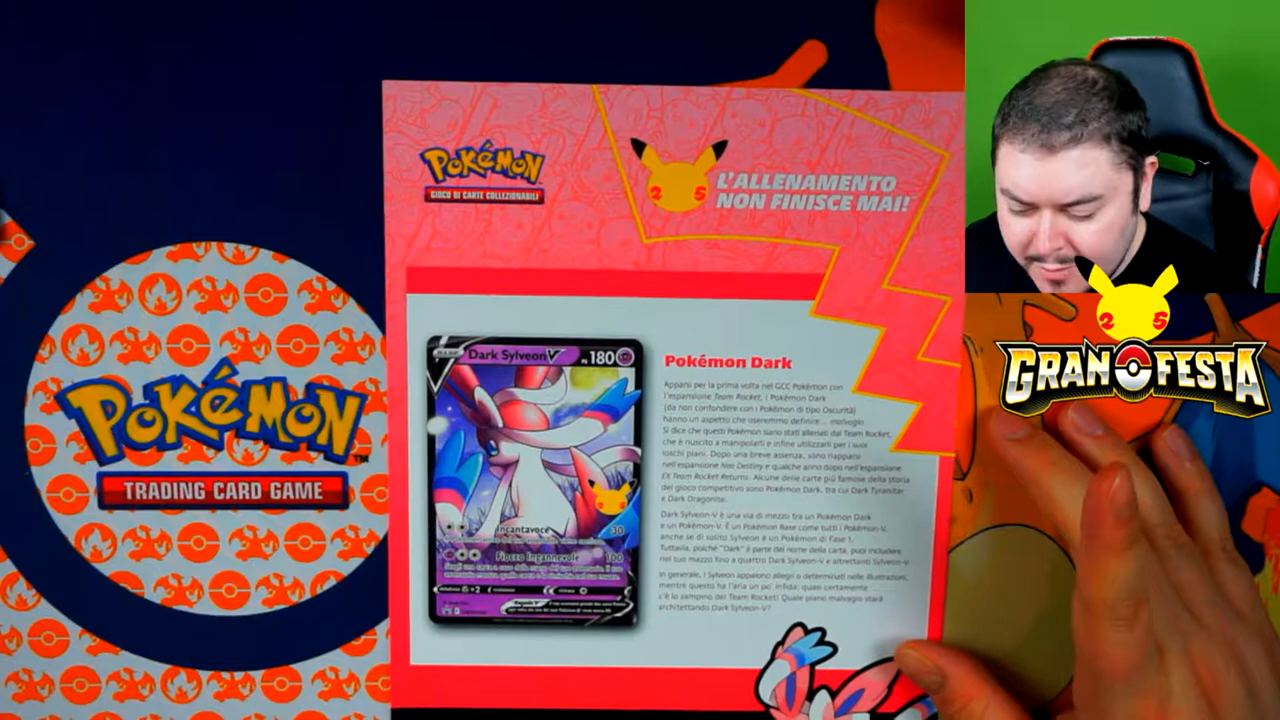 Pokémon
GIOCO DI CARTE COLLEZIONABILI
25
L'ALLENAMENTO
NON FINISCE MAI!
BASE
Dark Sylveon V
PS 180
Incantavoce 30
Fiocco Ingannevole 100
Pokémon Dark
Apparsi per la prima volta nel GCC Pokémon con
l'espansione Team Rocket, i Pokémon Dark
(da non confondere con i Pokémon di tipo Oscurità)
hanno un aspetto che oseremmo definire... malvagio.
Si dice che questi Pokémon siano stati allenati dal Team Rocket,
che è riuscito a manipolarli e infine utilizzarli per i suoi
loschi piani. Dopo una breve assenza, sono riapparsi
nell'espansione Neo Destiny e qualche anno dopo nell'espansione
EX Team Rocket Returns. Alcune delle carte più famose della storia
del gioco competitivo sono Pokémon Dark, tra cui Dark Tyranitar
e Dark Dragonite.
Dark Sylveon-V è una via di mezzo tra un Pokémon Dark
e un Pokémon-V. È un Pokémon Base come tutti i Pokémon-V,
anche se di solito Sylveon è un Pokémon di Fase 1.
Tuttavia, poiché "Dark" è parte del nome della carta, puoi includere
nel tuo mazzo fino a quattro Dark Sylveon-V e altrettanti Sylveon-V
In generale, i Sylveon appaiono allegri o determinati nelle illustrazioni,
mentre questo ha l'aria un po' infida: quasi certamente
c'è lo zampino del Team Rocket! Quale piano malvagio starà
architettando Dark Sylveon-V?
Pokémon
TM
TRADING CARD GAME
25
GRAN FESTA